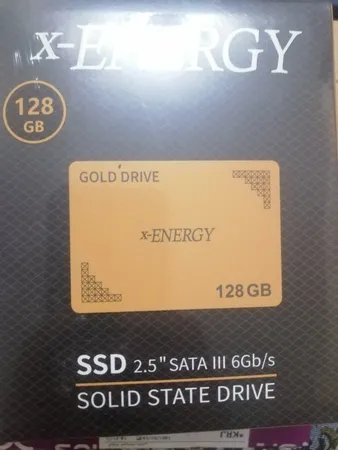 x-ENERGY
128
GB
GOLD DRIVE
x-ENERGY
128 GB
SSD 2.5" SATA III 6Gb/s
SOLID STATE DRIVE